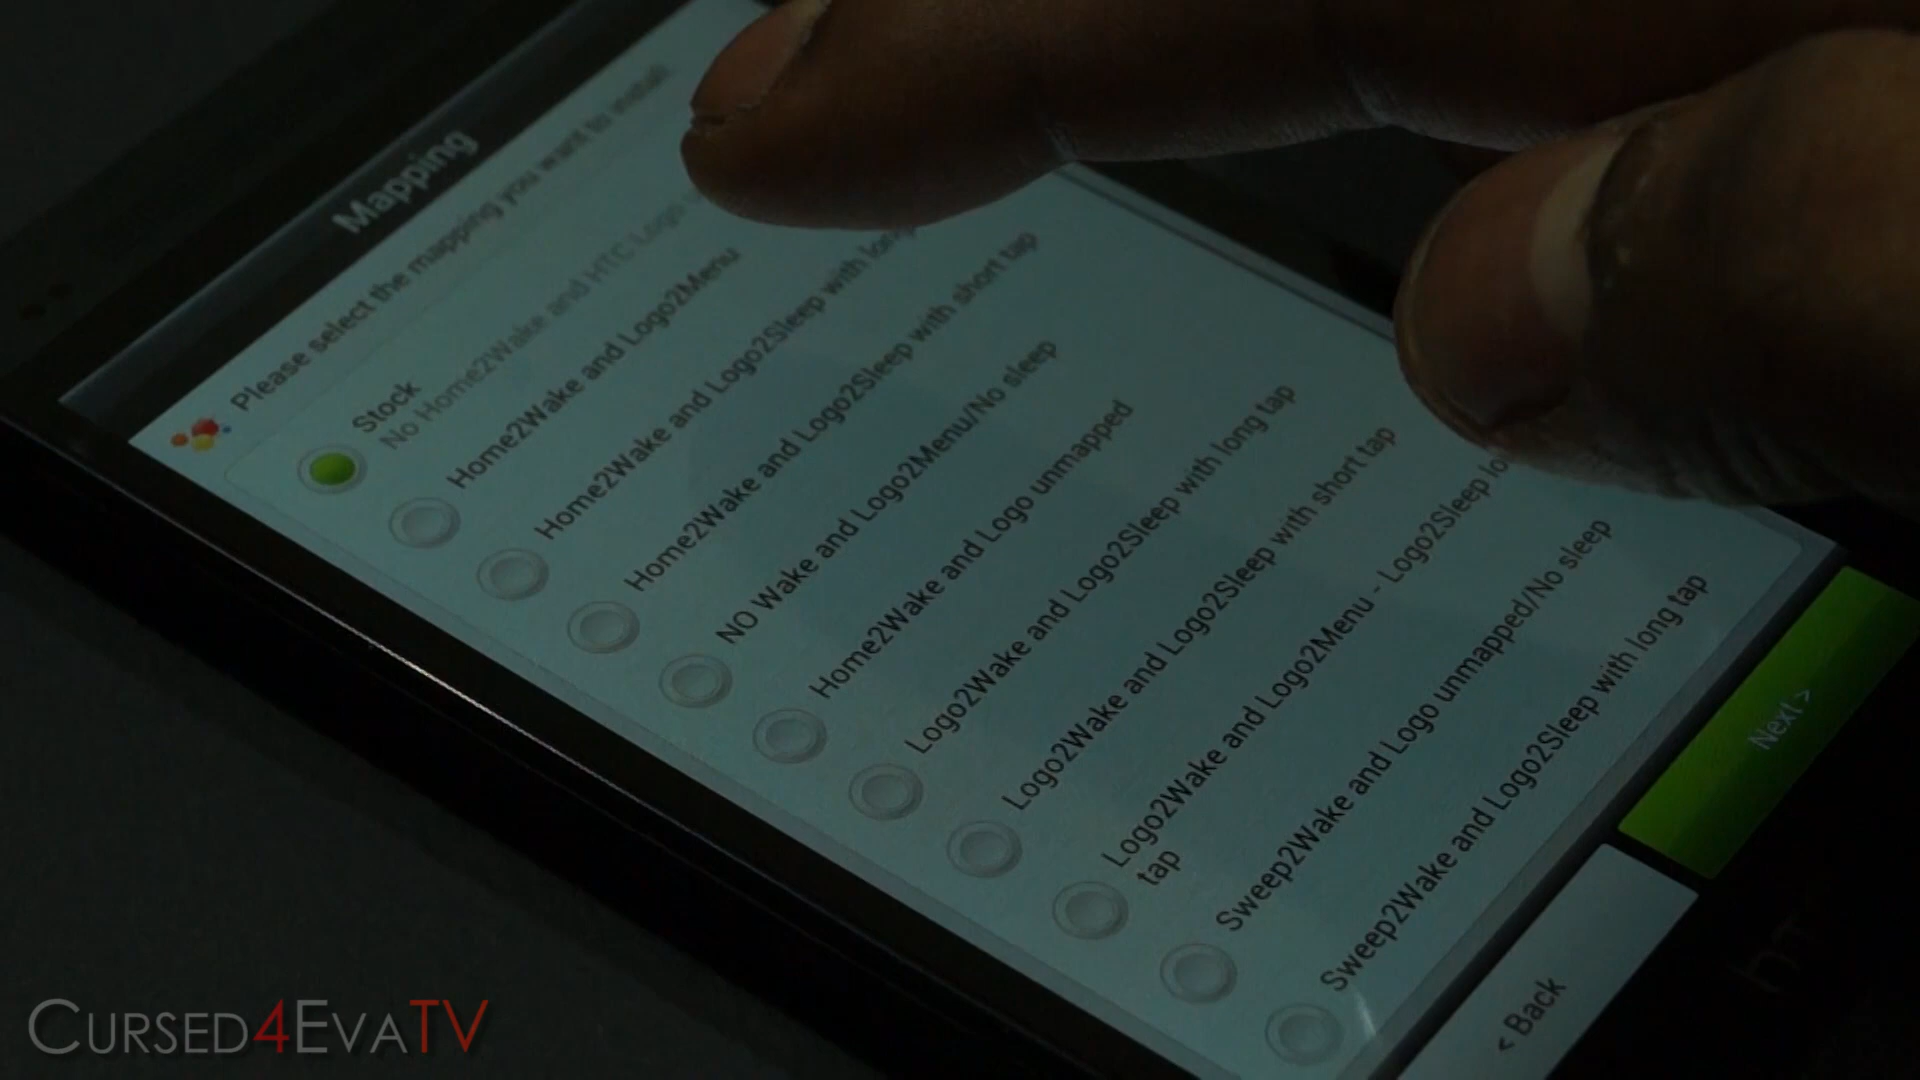 Mapping
Please select the mapping you want to install
Stock
No Home2Wake and HTC Logo
Home2Wake and Logo2Menu
Home2Wake and Logo2Sleep with long
Home2Wake and Logo2Sleep with short tap
NO Wake and Logo2Menu/No sleep
Home2Wake and Logo unmapped
Logo2Wake and Logo2Sleep with long tap
Logo2Wake and Logo2Sleep with short tap
Logo2Wake and Logo2Menu - Logo2Sleep
tap
Sweep2Wake and Logo unmapped/No sleep
Sweep2Wake and Logo2Sleep with long tap
< Back
Next >
CURSED4EVATV